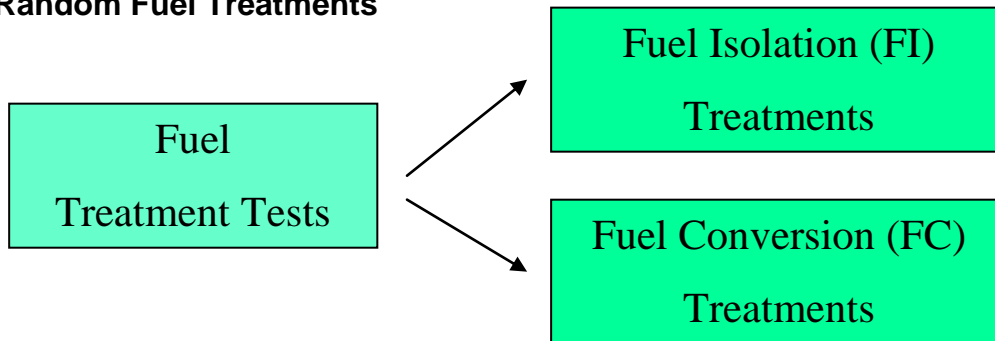 Random Fuel Treatments
Fuel
Treatment Tests
Fuel Isolation (FI)
Treatments
Fuel Conversion (FC)
Treatments